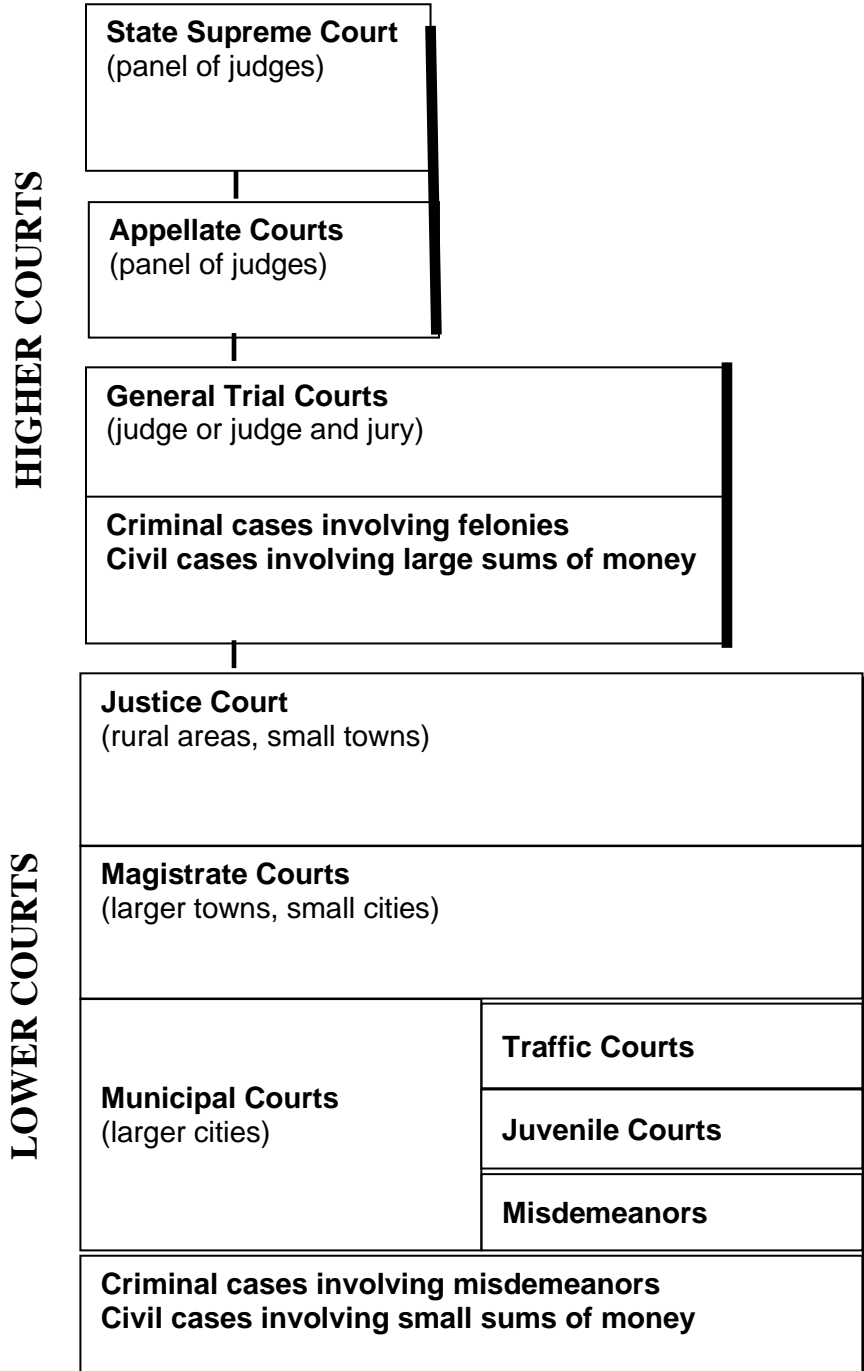 HIGHER COURTS
State Supreme Court
(panel of judges)
Appellate Courts
(panel of judges)
General Trial Courts
(judge or judge and jury)
Criminal cases involving felonies
Civil cases involving large sums of money
LOWER COURTS
Justice Court
(rural areas, small towns)
Magistrate Courts
(larger towns, small cities)
Municipal Courts
(larger cities)
Traffic Courts
Juvenile Courts
Misdemeanors
Criminal cases involving misdemeanors
Civil cases involving small sums of money